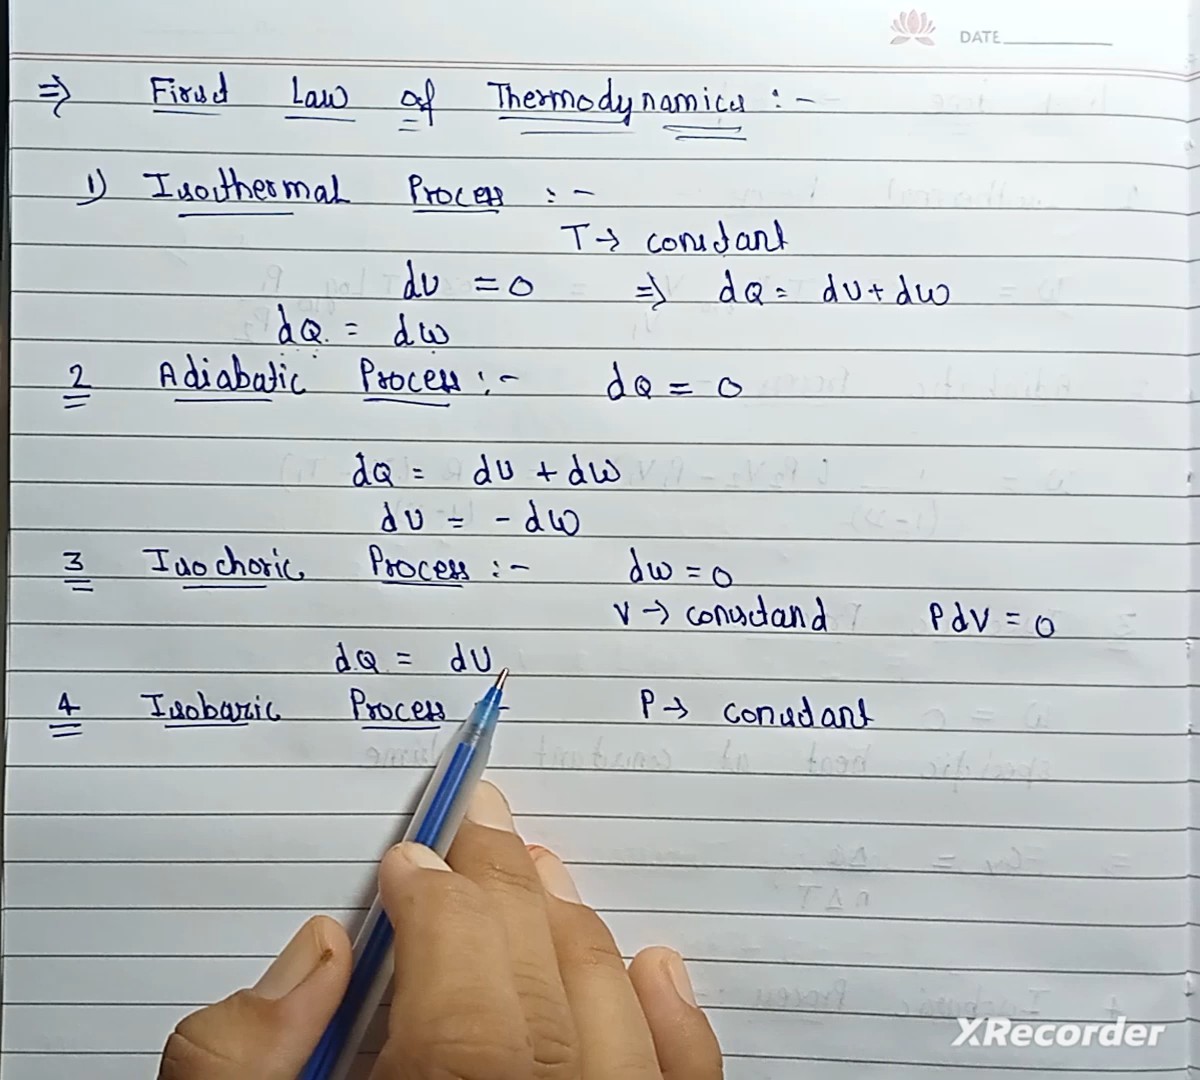 DATE
⇒ First Law of Thermodynamics :-
1) Isothermal Process :-
T → constant
dU = 0 ⇒ dQ = dU + dW
dQ = dW
2 Adiabatic Process :- dQ = 0
dQ = dU + dW
dU = - dW
3 Isochoric Process :- dW = 0
V → constant PdV = 0
dQ = dU
4 Isobaric Process :- P → constant
XRecorder